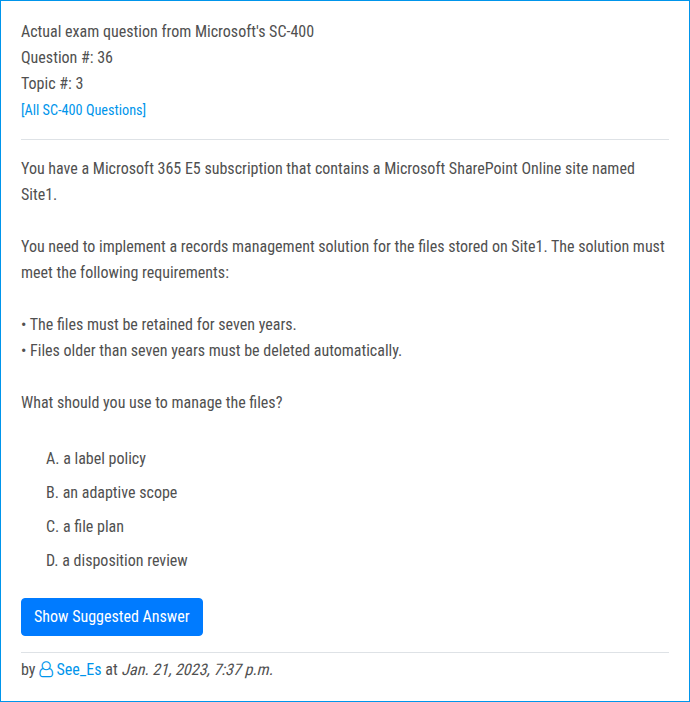 Actual exam question from Microsoft's SC-400
Question #: 36
Topic #: 3
[All SC-400 Questions]
You have a Microsoft 365 E5 subscription that contains a Microsoft SharePoint Online site named
Site1.
You need to implement a records management solution for the files stored on Site1. The solution must
meet the following requirements:
• The files must be retained for seven years.
• Files older than seven years must be deleted automatically.
What should you use to manage the files?
A. a label policy
B. an adaptive scope
C. a file plan
D. a disposition review
Show Suggested Answer
by See_Es at Jan. 21, 2023, 7:37 p.m.